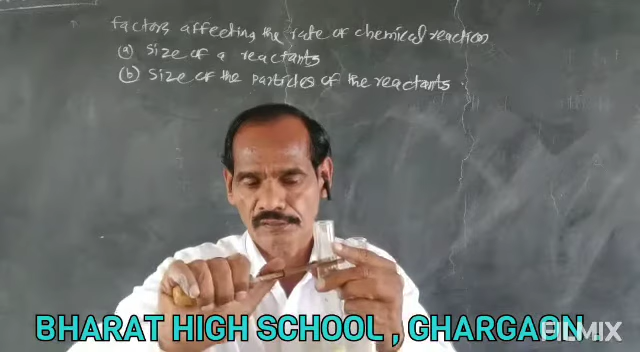 Factors affecting the rate of chemical reaction
(a) Size of a reactants
(b) Size of the particles of the reactants.
BHARAT HIGH SCHOOL , GHARGAON .
FILMIX